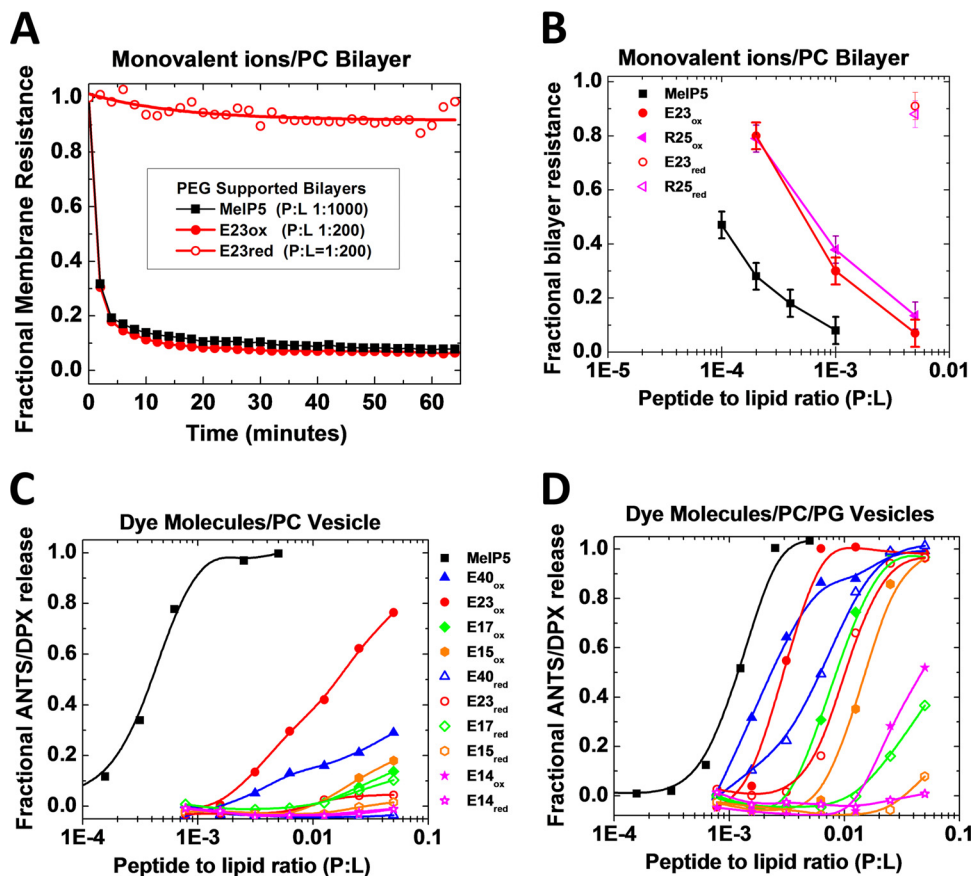 A
Monovalent ions/PC Bilayer
Fractional Membrane Resistance
1.0
0.8
0.6
0.4
0.2
0.0
PEG Supported Bilayers
MelP5 (P:L 1:1000)
E23ox (P:L 1:200)
E23red (P:L=1:200)
0 10 20 30 40 50 60
Time (minutes)
B
Monovalent ions/PC Bilayer
Fractional bilayer resistance
1.0
0.8
0.6
0.4
0.2
0.0
MelP5
E23ox
R25ox
E23red
R25red
1E-5 1E-4 1E-3 0.01
Peptide to lipid ratio (P:L)
C
Dye Molecules/PC Vesicle
Fractional ANTS/DPX release
1.0
0.8
0.6
0.4
0.2
0.0
1E-4 1E-3 0.01 0.1
Peptide to lipid ratio (P:L)
MelP5
E40ox
E23ox
E17ox
E15ox
E40red
E23red
E17red
E15red
E14ox
E14red
D
Dye Molecules/PC/PG Vesicles
Fractional ANTS/DPX release
1.0
0.8
0.6
0.4
0.2
0.0
1E-4 1E-3 0.01 0.1
Peptide to lipid ratio (P:L)